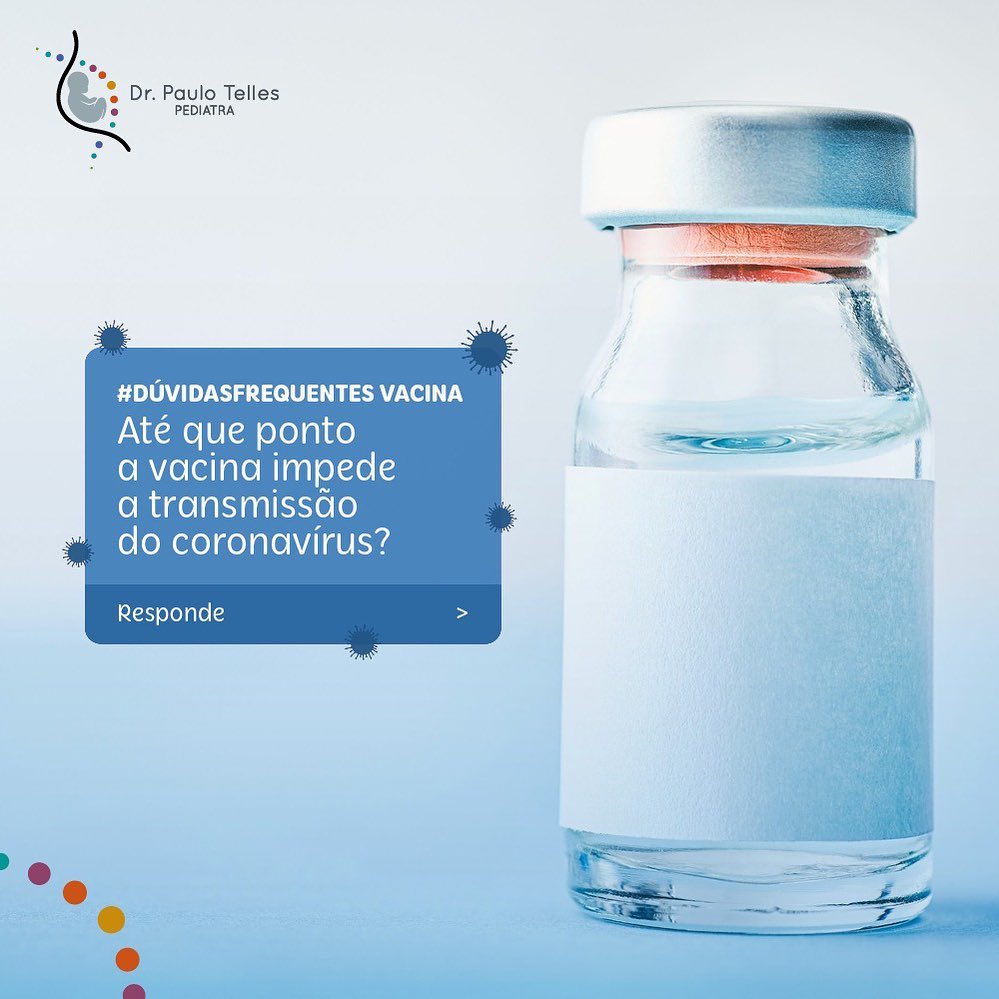 Dr. Paulo Telles
PEDIATRA
#DÚVIDASFREQUENTES VACINA
Até que ponto
a vacina impede
a transmissão
do coronavírus?
Responde >